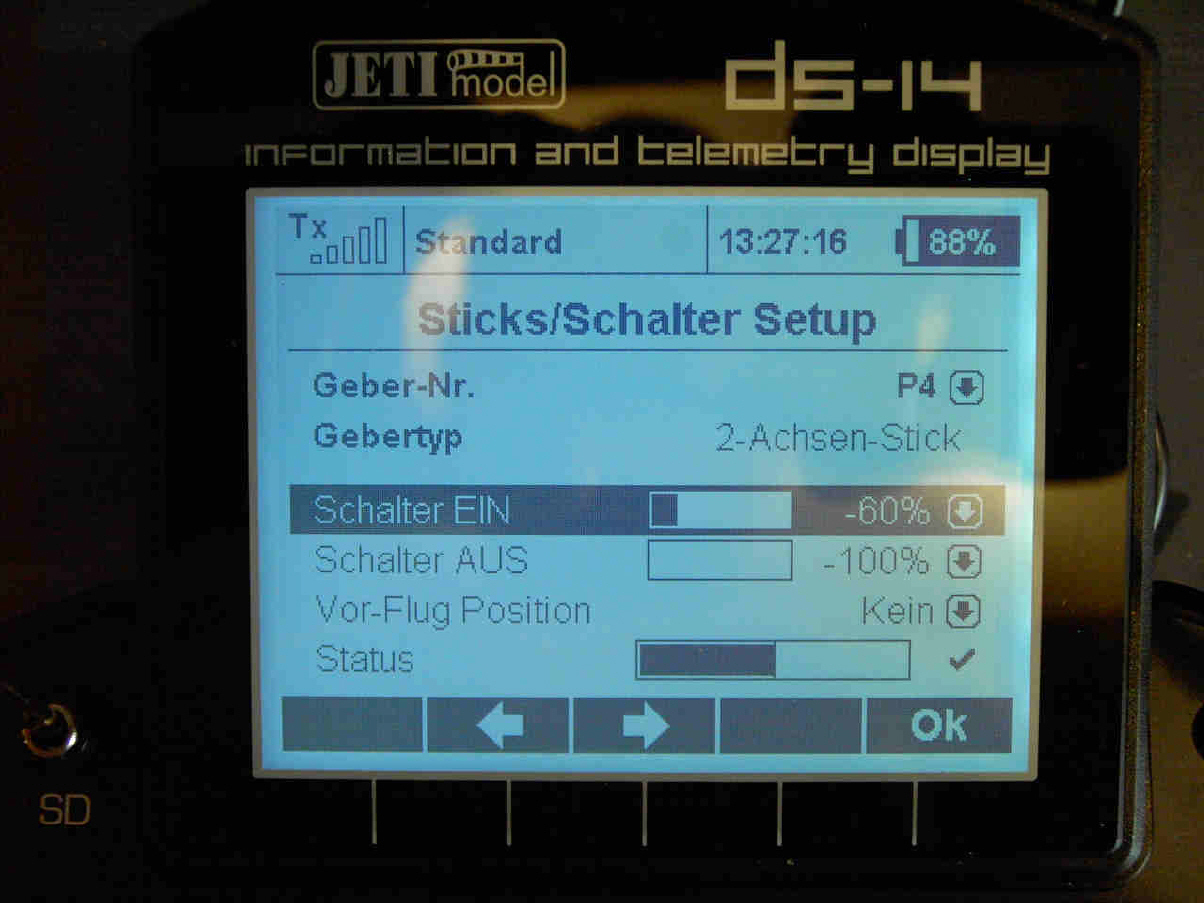 JETI model ds-14
information and telemetry display
Tx Standard 13:27:16 88%
Sticks/Schalter Setup
Geber-Nr. P4
Gebertyp 2-Achsen-Stick
Schalter EIN -60%
Schalter AUS -100%
Vor-Flug Position Kein
Status
Ok
SD